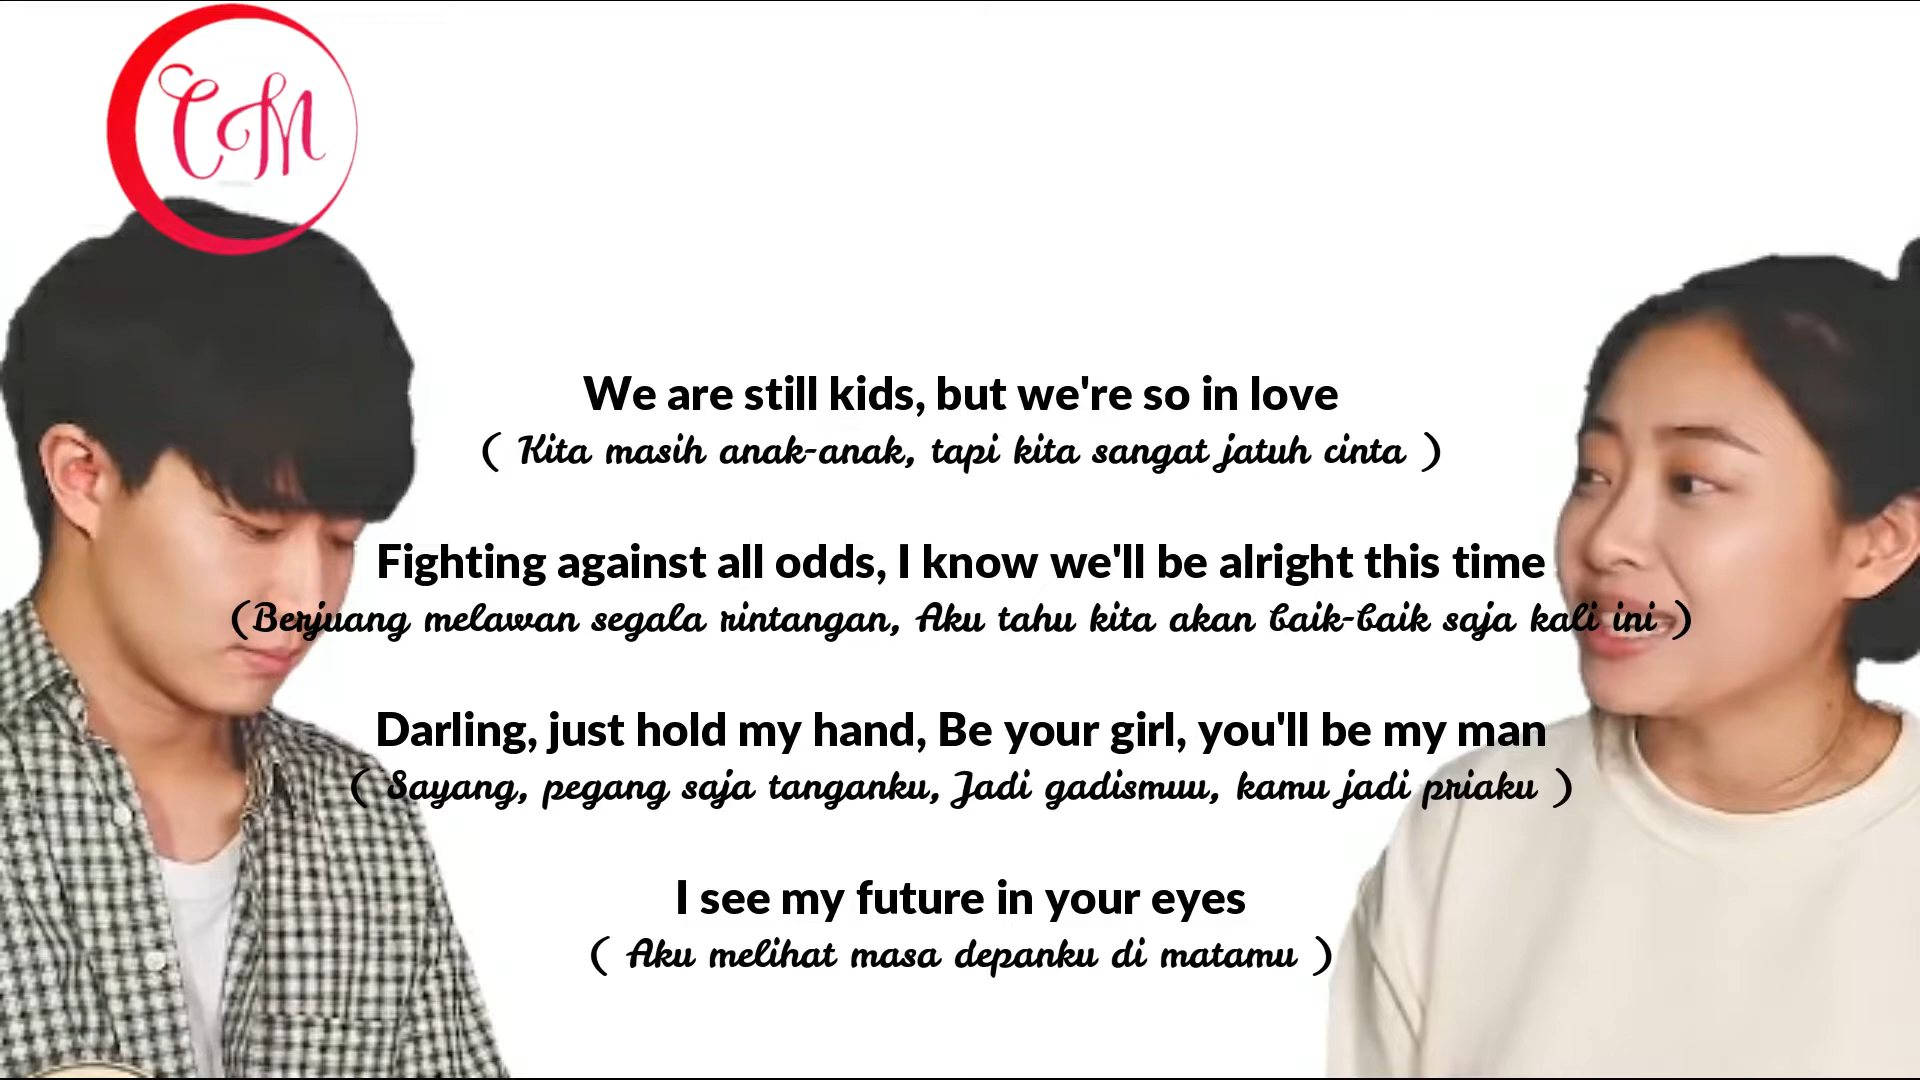 CM
We are still kids, but we're so in love
( Kita masih anak-anak, tapi kita sangat jatuh cinta )
Fighting against all odds, I know we'll be alright this time
(Berjuang melawan segala rintangan, Aku tahu kita akan baik-baik saja kali ini )
Darling, just hold my hand, Be your girl, you'll be my man
( Sayang, pegang saja tanganku, Jadi gadismuu, kamu jadi priaku )
I see my future in your eyes
( Aku melihat masa depanku di matamu )